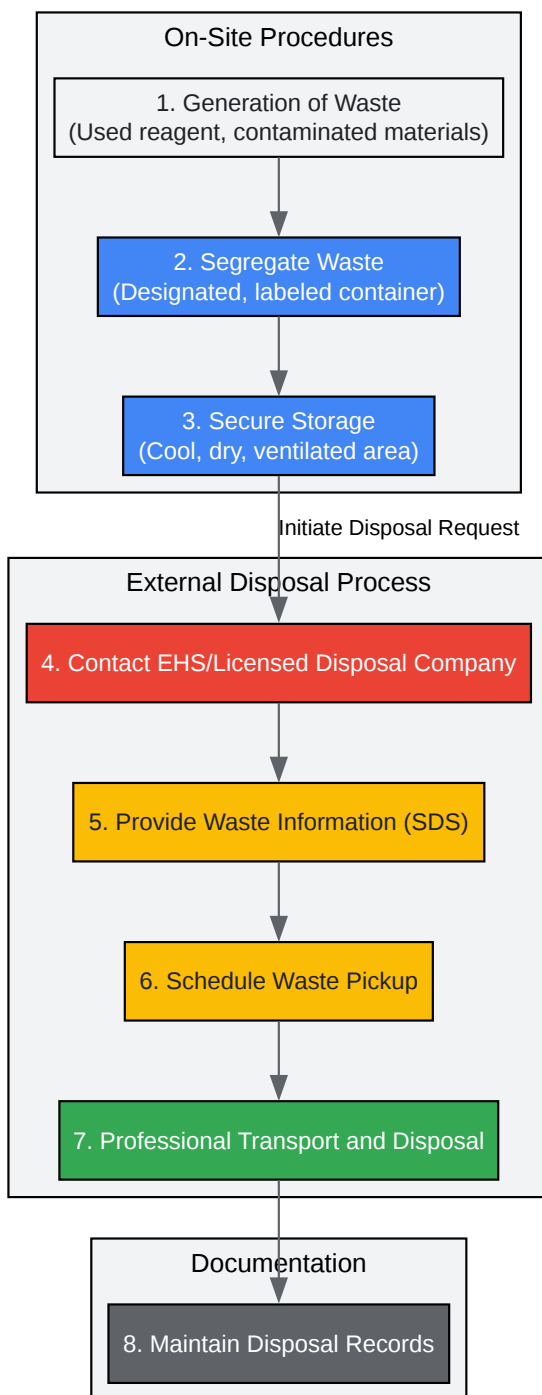 On-Site Procedures
1. Generation of Waste
(Used reagent, contaminated materials)
2. Segregate Waste
(Designated, labeled container)
3. Secure Storage
(Cool, dry, ventilated area)
Initiate Disposal Request
External Disposal Process
4. Contact EHS/Licensed Disposal Company
5. Provide Waste Information (SDS)
6. Schedule Waste Pickup
7. Professional Transport and Disposal
Documentation
8. Maintain Disposal Records